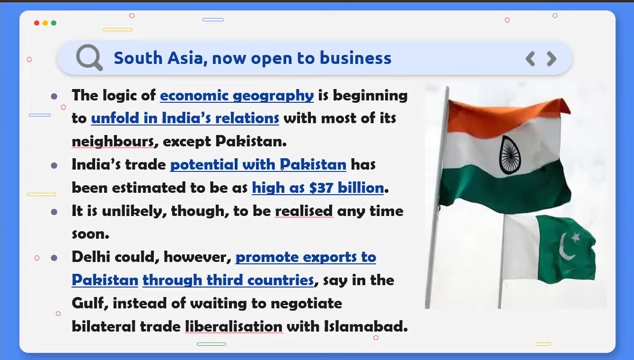 South Asia, now open to business
The logic of economic geography is beginning
to unfold in India's relations with most of its
neighbours, except Pakistan.
India's trade potential with Pakistan has
been estimated to be as high as $37 billion.
It is unlikely, though, to be realised any time
soon.
Delhi could, however, promote exports to
Pakistan through third countries, say in the
Gulf, instead of waiting to negotiate
bilateral trade liberalisation with Islamabad.